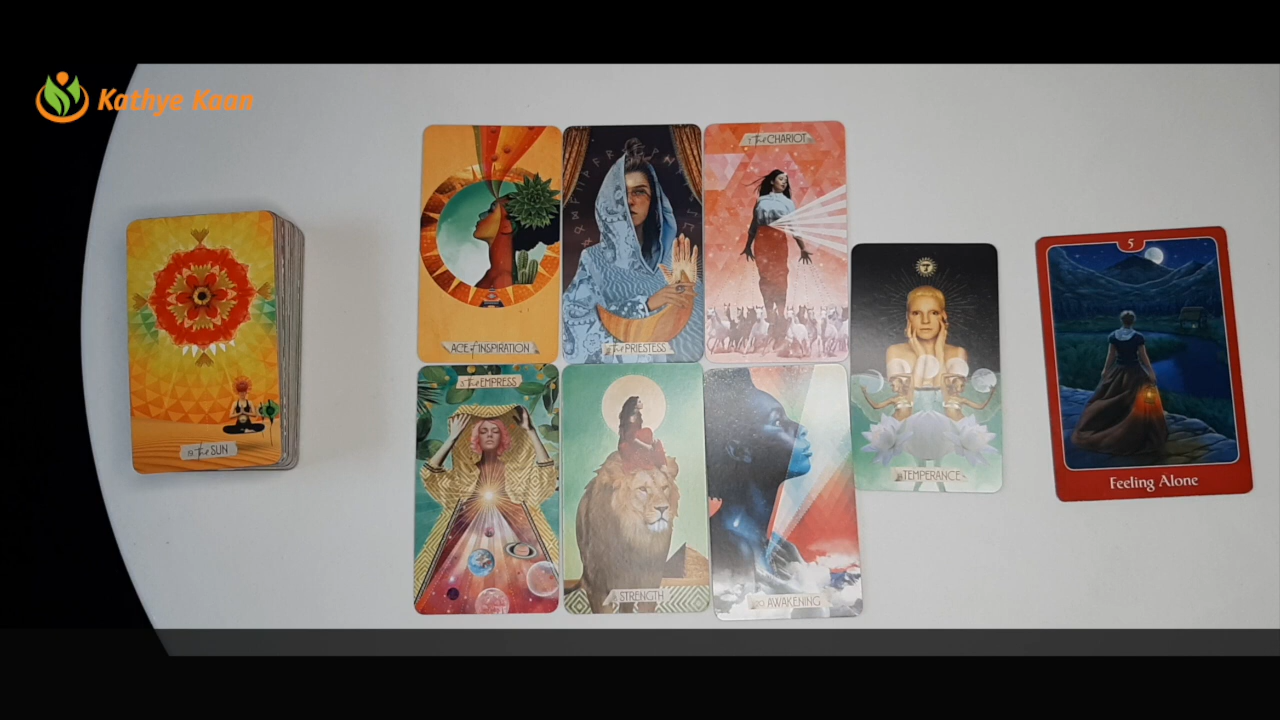 Kathye Kaan
THE CHARIOT
ACE of INSPIRATION
THE PRIESTESS
THE EMPRESS
STRENGTH
AWAKENING
TEMPERANCE
THE SUN
5
Feeling Alone